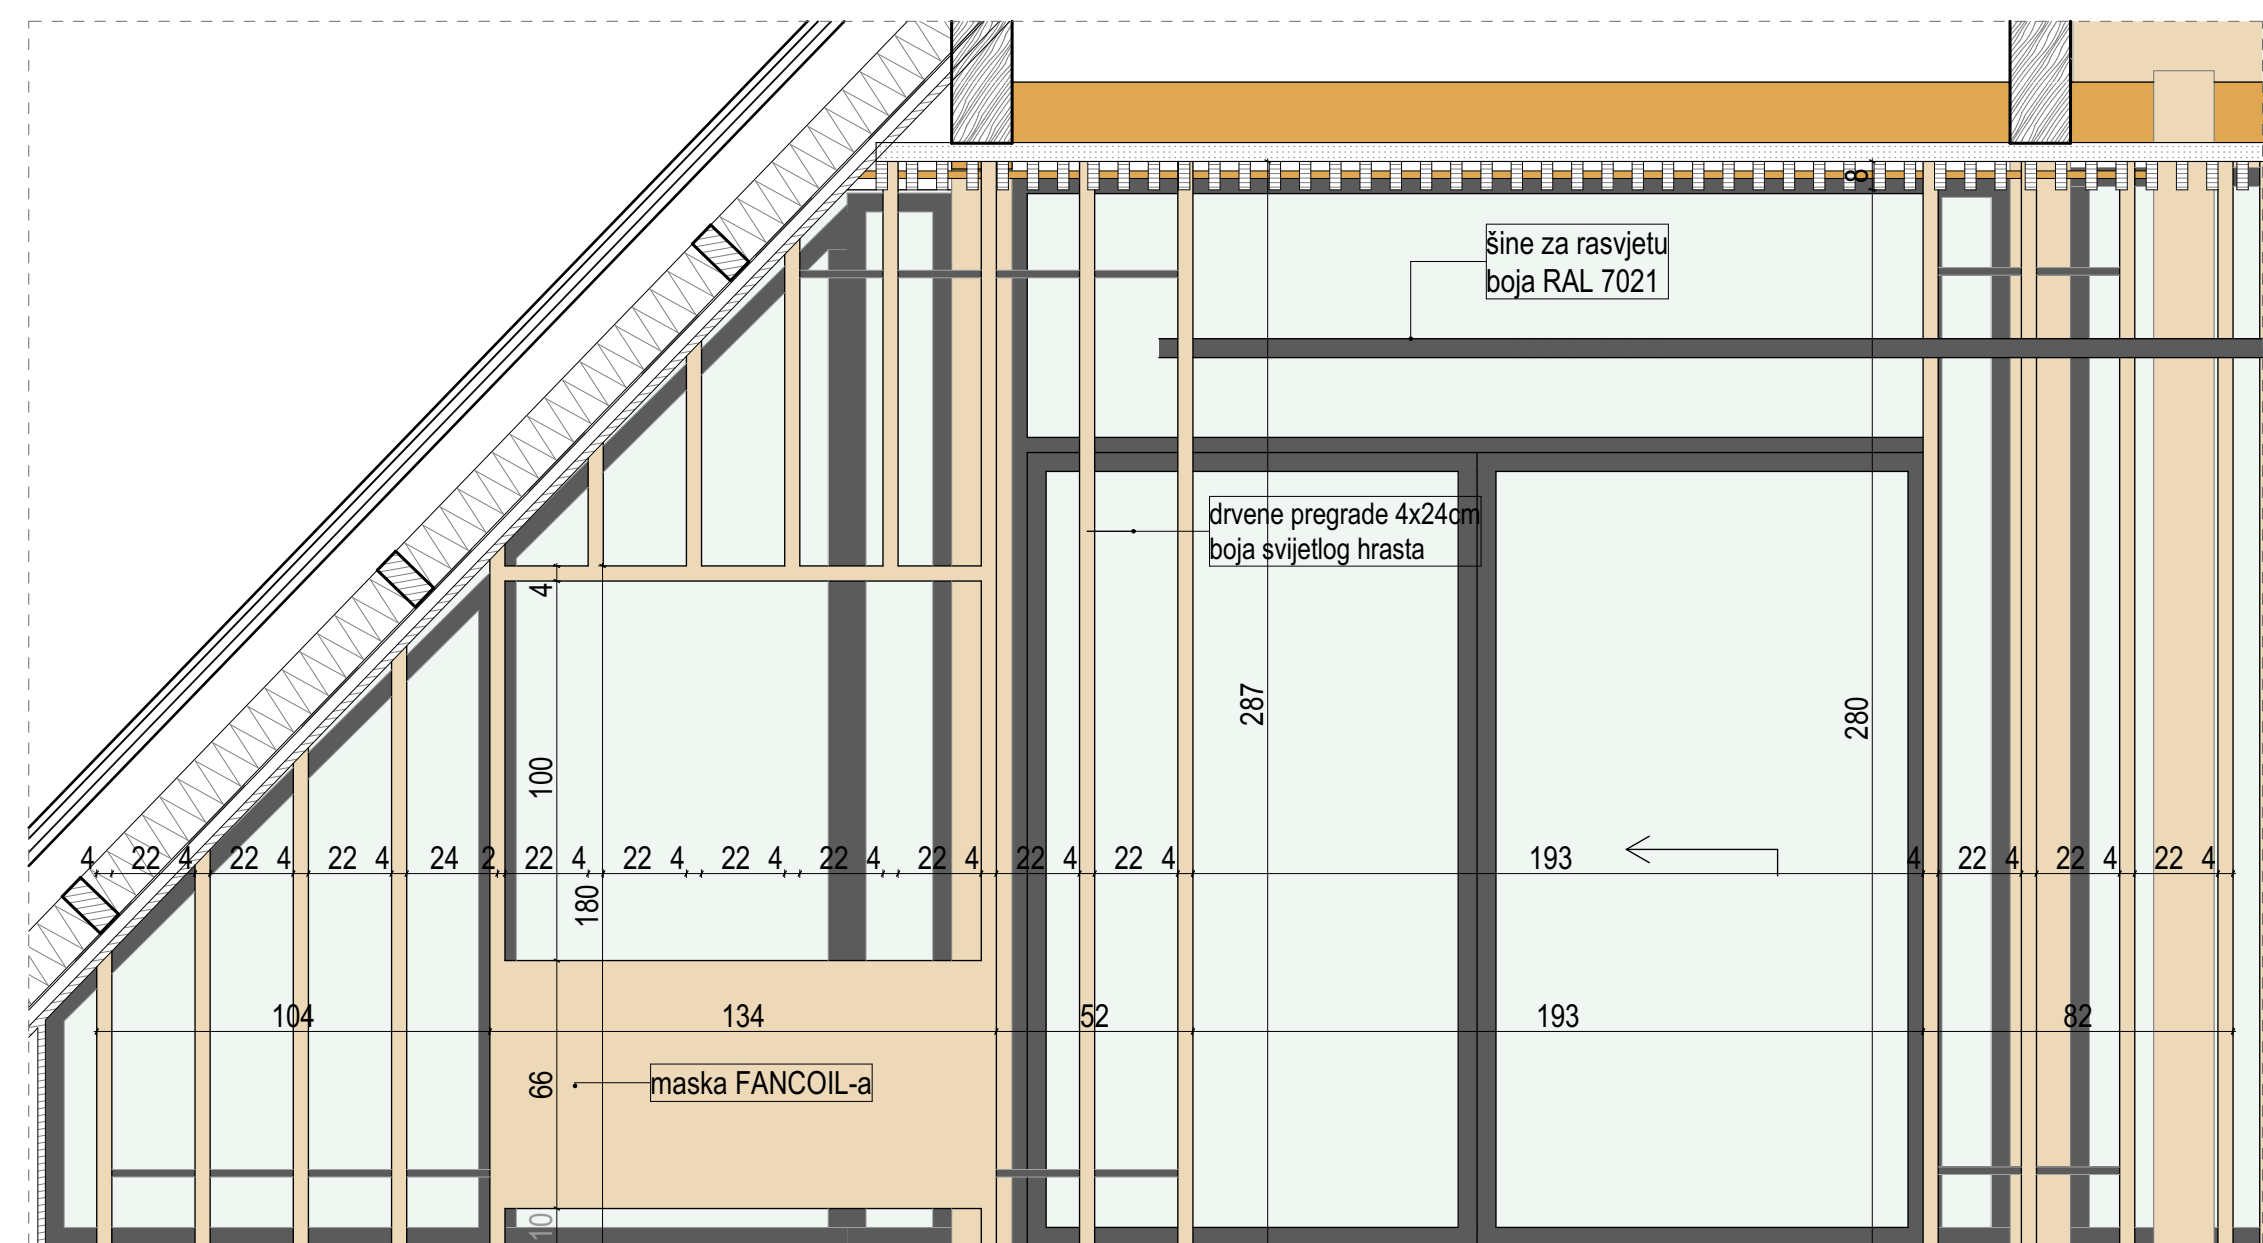 8
šine za rasvjetu
boja RAL 7021
drvene pregrade 4x24cm
boja svijetlog hrasta
4
287
280
100
4 22 4 22 4 22 4 24 2 22 4 22 4 22 4 22 4 22 4 22 4 22 4 193 4 22 4 22 4 22 4
180
104 134 52 193 82
66
maska FANCOIL-a
10